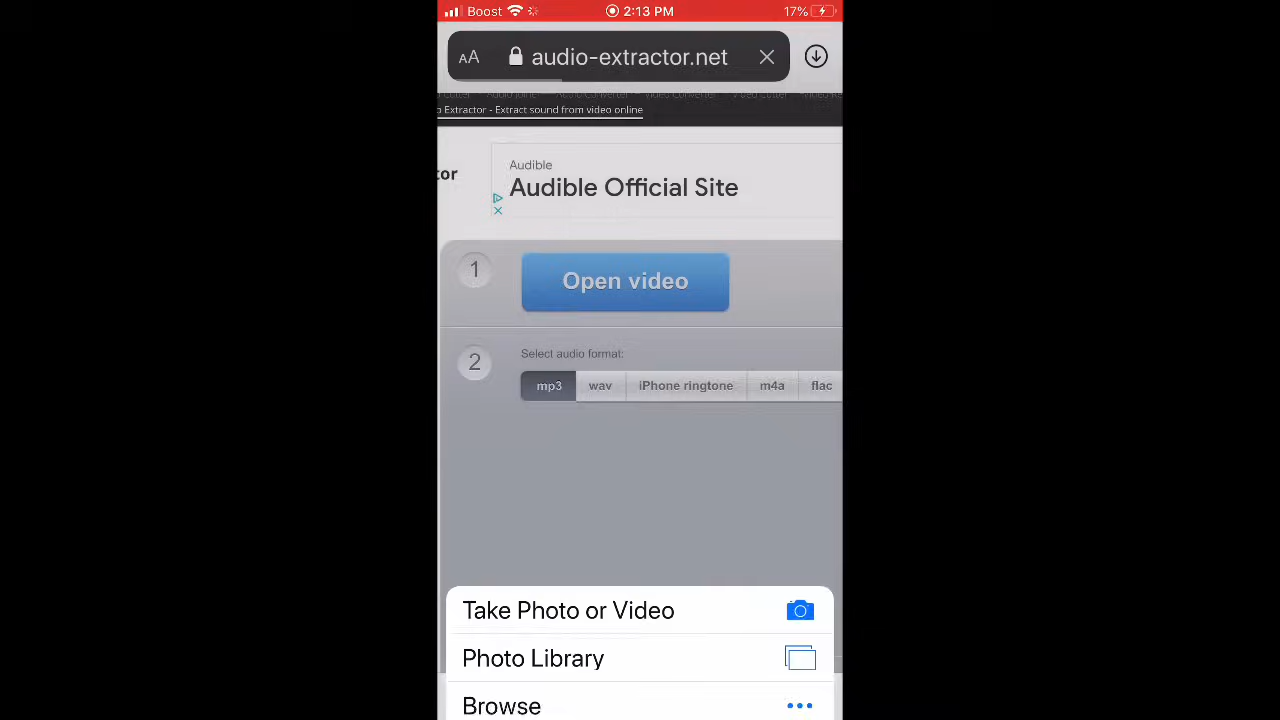 Boost 2:13 PM 17%
AA audio-extractor.net
o Extractor - Extract sound from video online
tor
Audible
Audible Official Site
1 Open video
2 Select audio format:
mp3 wav iPhone ringtone m4a flac
Take Photo or Video
Photo Library
Browse